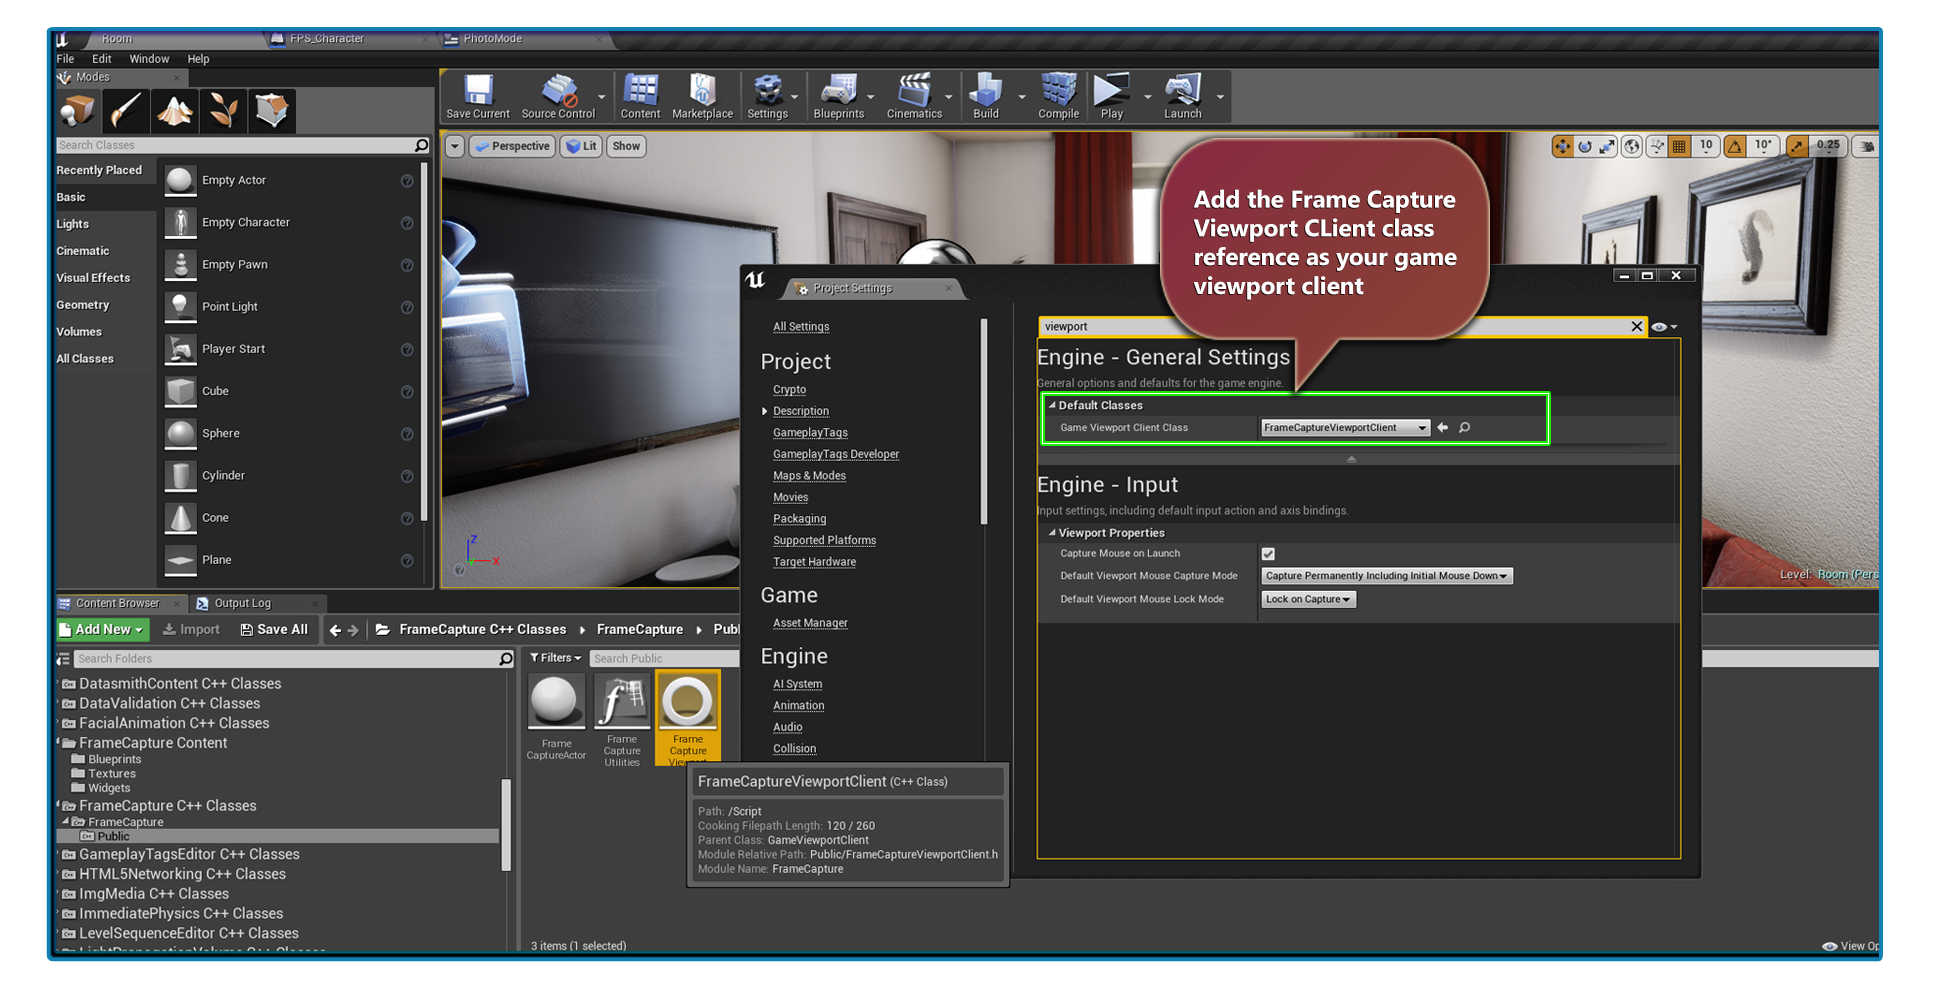 Room
FPS_Character
PhotoMode
File Edit Window Help
Modes
Save Current
Source Control
Content
Marketplace
Settings
Blueprints
Cinematics
Build
Compile
Play
Launch
Search Classes
Perspective
Lit
Show
10
10°
0.25
Recently Placed
Basic
Lights
Cinematic
Visual Effects
Geometry
Volumes
All Classes
Empty Actor
Empty Character
Empty Pawn
Point Light
Player Start
Cube
Sphere
Cylinder
Cone
Plane
Add the Frame Capture
Viewport CLient class
reference as your game
viewport client
Z
X
Level: Room (Pers
Project Settings
All Settings
Project
Crypto
Description
GameplayTags
GameplayTags Developer
Maps & Modes
Movies
Packaging
Supported Platforms
Target Hardware
Game
Asset Manager
Engine
AI System
Animation
Audio
Collision
viewport
Engine - General Settings
General options and defaults for the game engine.
Default Classes
Game Viewport Client Class
FrameCaptureViewportClient
Engine - Input
Input settings, including default input action and axis bindings.
Viewport Properties
Capture Mouse on Launch
Default Viewport Mouse Capture Mode
Capture Permanently Including Initial Mouse Down
Default Viewport Mouse Lock Mode
Lock on Capture
Content Browser
Output Log
Add New
Import
Save All
FrameCapture C++ Classes
FrameCapture
Publ
Search Folders
Filters
Search Public
DatasmithContent C++ Classes
DataValidation C++ Classes
FacialAnimation C++ Classes
FrameCapture Content
Blueprints
Textures
Widgets
FrameCapture C++ Classes
FrameCapture
Public
GameplayTagsEditor C++ Classes
HTML5Networking C++ Classes
ImgMedia C++ Classes
ImmediatePhysics C++ Classes
LevelSequenceEditor C++ Classes
LightPropagationVolume C++ Classes
Frame
CaptureActor
Frame
Capture
Utilities
Frame
Capture
Viewport
FrameCaptureViewportClient (C++ Class)
Path: /Script
Cooking Filepath Length: 120 / 260
Parent Class: GameViewportClient
Module Relative Path: Public/FrameCaptureViewportClient.h
Module Name: FrameCapture
3 items (1 selected)
View Op